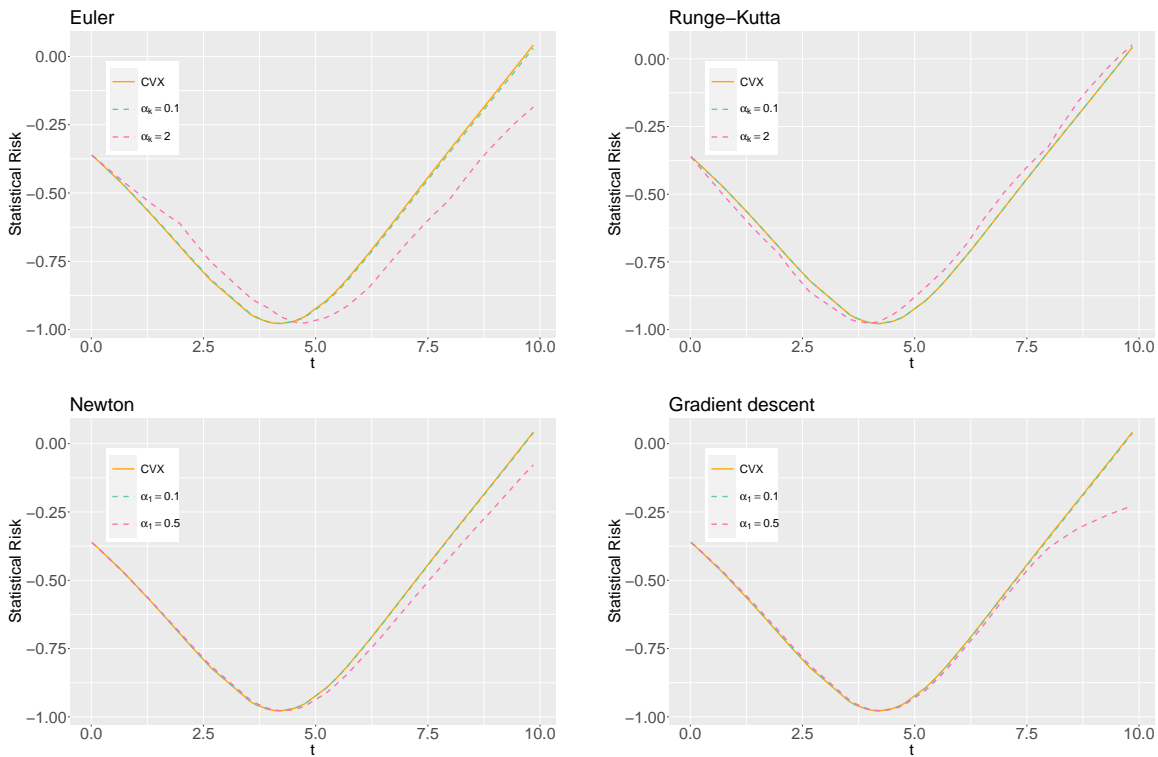 Euler
Statistical Risk
0.00
−0.25
−0.50
−0.75
−1.00
CVX
αk = 0.1
αk = 2
0.0 2.5 5.0 7.5 10.0
t
Runge−Kutta
Statistical Risk
0.00
−0.25
−0.50
−0.75
−1.00
CVX
αk = 0.1
αk = 2
0.0 2.5 5.0 7.5 10.0
t
Newton
Statistical Risk
0.00
−0.25
−0.50
−0.75
−1.00
CVX
α1 = 0.1
α1 = 0.5
0.0 2.5 5.0 7.5 10.0
t
Gradient descent
Statistical Risk
0.00
−0.25
−0.50
−0.75
−1.00
CVX
α1 = 0.1
α1 = 0.5
0.0 2.5 5.0 7.5 10.0
t